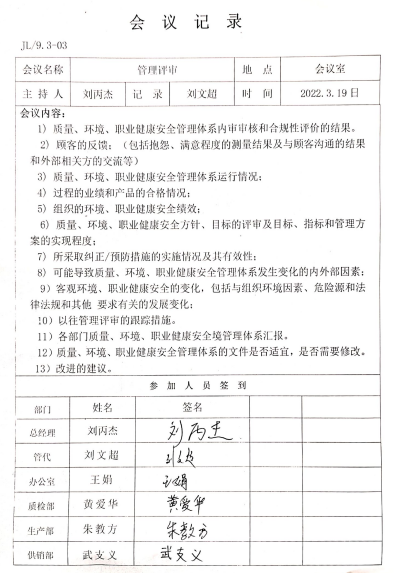 会议记录
JL/9.3-03
会议名称 管理评审 地点 会议室
主持人 刘丙杰 记录 刘文超 时间 2022.3.19日
会议内容:
1) 质量、环境、职业健康安全管理体系内审审核和合规性评价的结果。
2) 顾客的反馈:(包括抱怨、满意程度的测量结果及与顾客沟通的结果
和外部相关方的交流等)
3) 质量、环境、职业健康安全管理体系运行情况;
4) 过程的业绩和产品的合格情况;
5) 组织的环境、职业健康安全绩效;
6) 质量、环境、职业健康安全方针、目标的评审及目标、指标和管理方
案的实现程度;
7) 所采取纠正/预防措施的实施情况及其有效性;
8) 可能导致质量、环境、职业健康安全管理体系发生变化的内外部因素;
9) 客观环境、职业健康安全的变化,包括与组织环境因素、危险源和法
律法规和其他 要求有关的发展变化;
10) 以往管理评审的跟踪措施。
11) 各部门质量、环境、职业健康安全境管理体系汇报。
12) 质量、环境、职业健康安全管理体系的文件是否适宜,是否需要修改。
13) 改进的建议。
参加人员签到
部门 姓名 签名
总经理 刘丙杰 刘丙杰
管代 刘文超
办公室 王娟 王娟
质检部 黄爱华 黄爱华
生产部 朱教方 朱教方
供销部 武支义 武支义